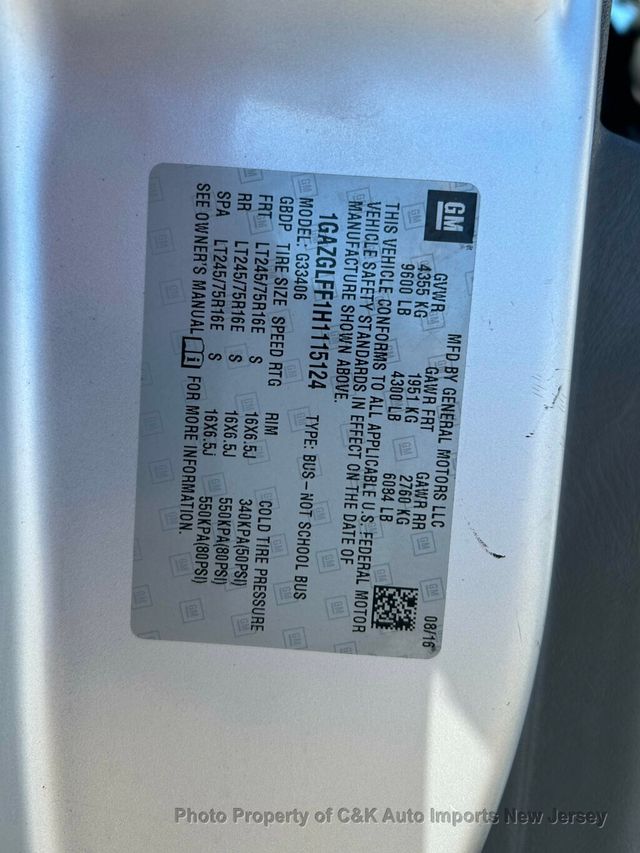 GM
MFD BY GENERAL MOTORS LLC 08/16
GVWR GAWR FRT GAWR RR
4355 KG 1951 KG 2760 KG
9600 LB 4300 LB 6084 LB
THIS VEHICLE CONFORMS TO ALL APPLICABLE U.S. FEDERAL MOTOR
VEHICLE SAFETY STANDARDS IN EFFECT ON THE DATE OF
MANUFACTURE SHOWN ABOVE.
1GAZGLFF1H1115124 TYPE: BUS–NOT SCHOOL BUS
MODEL: G33406
GBDP TIRE SIZE SPEED RTG RIM COLD TIRE PRESSURE
FRT LT245/75R16E S 16X6.5J 340KPA(50PSI)
RR LT245/75R16E S 16X6.5J 550KPA(80PSI)
SPA LT245/75R16E S 16X6.5J 550KPA(80PSI)
SEE OWNER'S MANUAL FOR MORE INFORMATION.
Photo Property of C&K Auto Imports New Jersey